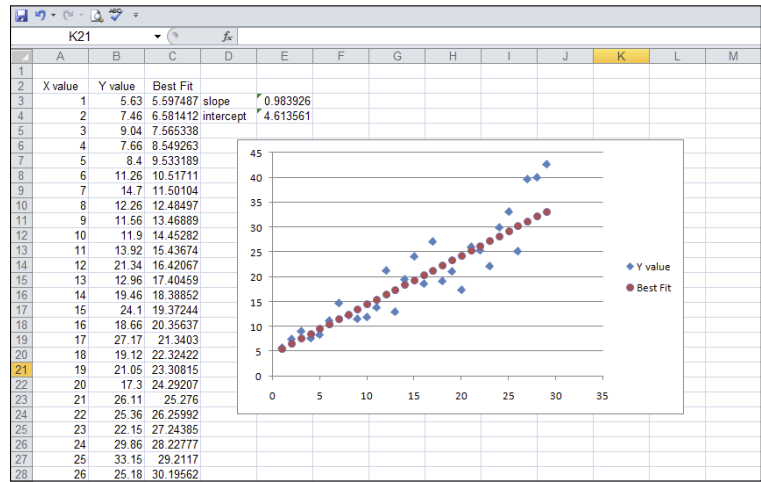 ABC
K21 fx
A B C D E F G H I J K L M
1
2 X value Y value Best Fit
3 1 5.63 5.597487 slope 0.983926
4 2 7.46 6.581412 intercept 4.613561
5 3 9.04 7.565338
6 4 7.66 8.549263
7 5 8.4 9.533189
8 6 11.26 10.51711
9 7 14.7 11.50104
10 8 12.26 12.48497
11 9 11.56 13.46889
12 10 11.9 14.45282
13 11 13.92 15.43674
14 12 21.34 16.42067
15 13 12.96 17.40459
16 14 19.46 18.38852
17 15 24.1 19.37244
18 16 18.66 20.35637
19 17 27.17 21.3403
20 18 19.12 22.32422
21 19 21.05 23.30815
22 20 17.3 24.29207
23 21 26.11 25.276
24 22 25.36 26.25992
25 23 22.15 27.24385
26 24 29.86 28.22777
27 25 33.15 29.2117
28 26 25.18 30.19562
45
40
35
30
25
20
15
10
5
0
0 5 10 15 20 25 30 35
Y value
Best Fit